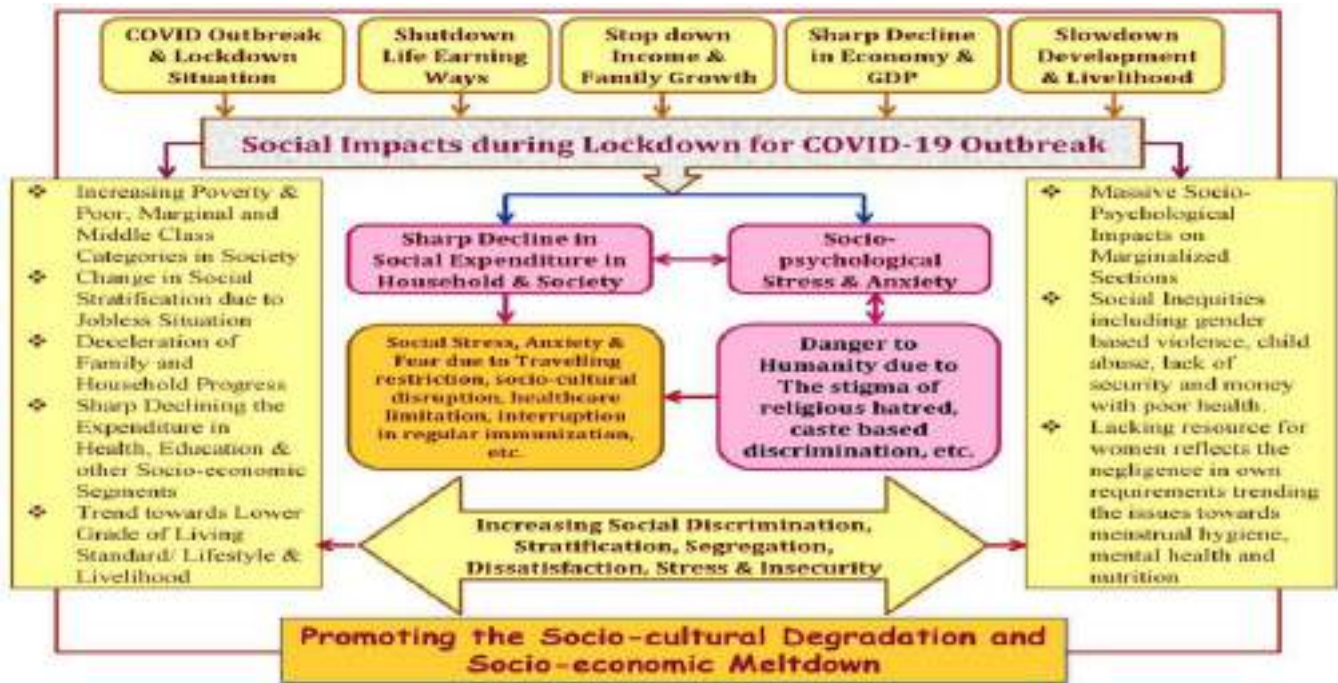 COVID Outbreak
& Lockdown
Situation
Shutdown
Life Earning
Ways
Stop down
Income &
Family Growth
Sharp Decline
in Economy &
GDP
Slowdown
Development
& Livelihood
Social Impacts during Lockdown for COVID-19 Outbreak
❖ Increasing Poverty &
Poor, Marginal and
Middle Class
Categories in Society
❖ Change in Social
Stratification due to
Jobless Situation
❖ Deceleration of
Family and
Household Progress
❖ Sharp Declining the
Expenditure in
Health, Education &
other Socio-economic
Segments
❖ Trend towards Lower
Grade of Living
Standard/ Lifestyle &
Livelihood
Sharp Decline in
Social Expenditure in
Household & Society
Socio-
psychological
Stress & Anxiety
Social Stress, Anxiety &
Fear due to Travelling
restriction, socio-cultural
disruption, healthcare
limitation, interruption
in regular immunization,
etc.
Danger to
Humanity due to
The stigma of
religious hatred,
caste based
discrimination, etc.
❖ Massive Socio-
Psychological
Impacts on
Marginalized
Sections
❖ Social Inequities
including gender
based violence, child
abuse, lack of
security and money
with poor health.
❖ Lacking resource for
women reflects the
negligence in own
requirements trending
the issues towards
menstrual hygiene,
mental health and
nutrition
Increasing Social Discrimination,
Stratification, Segregation,
Dissatisfaction, Stress & Insecurity
Promoting the Socio-cultural Degradation and
Socio-economic Meltdown